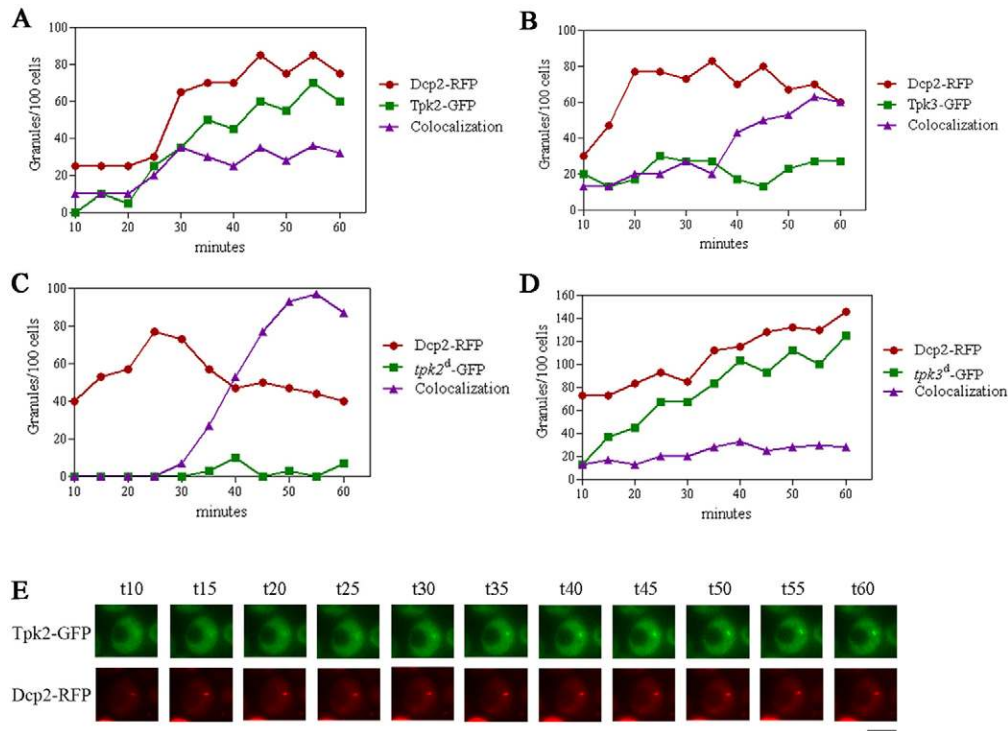 A
100
80
60
40
20
0
Granules/100 cells
10 20 30 40 50 60
minutes
Dcp2-RFP
Tpk2-GFP
Colocalization
B
100
80
60
40
20
0
Granules/100 cells
10 20 30 40 50 60
minutes
Dcp2-RFP
Tpk3-GFP
Colocalization
C
100
80
60
40
20
0
Granules/100 cells
10 20 30 40 50 60
minutes
Dcp2-RFP
tpk2ᵈ-GFP
Colocalization
D
160
140
120
100
80
60
40
20
0
Granules/100 cells
10 20 30 40 50 60
minutes
Dcp2-RFP
tpk3ᵈ-GFP
Colocalization
E
t10 t15 t20 t25 t30 t35 t40 t45 t50 t55 t60
Tpk2-GFP
Dcp2-RFP